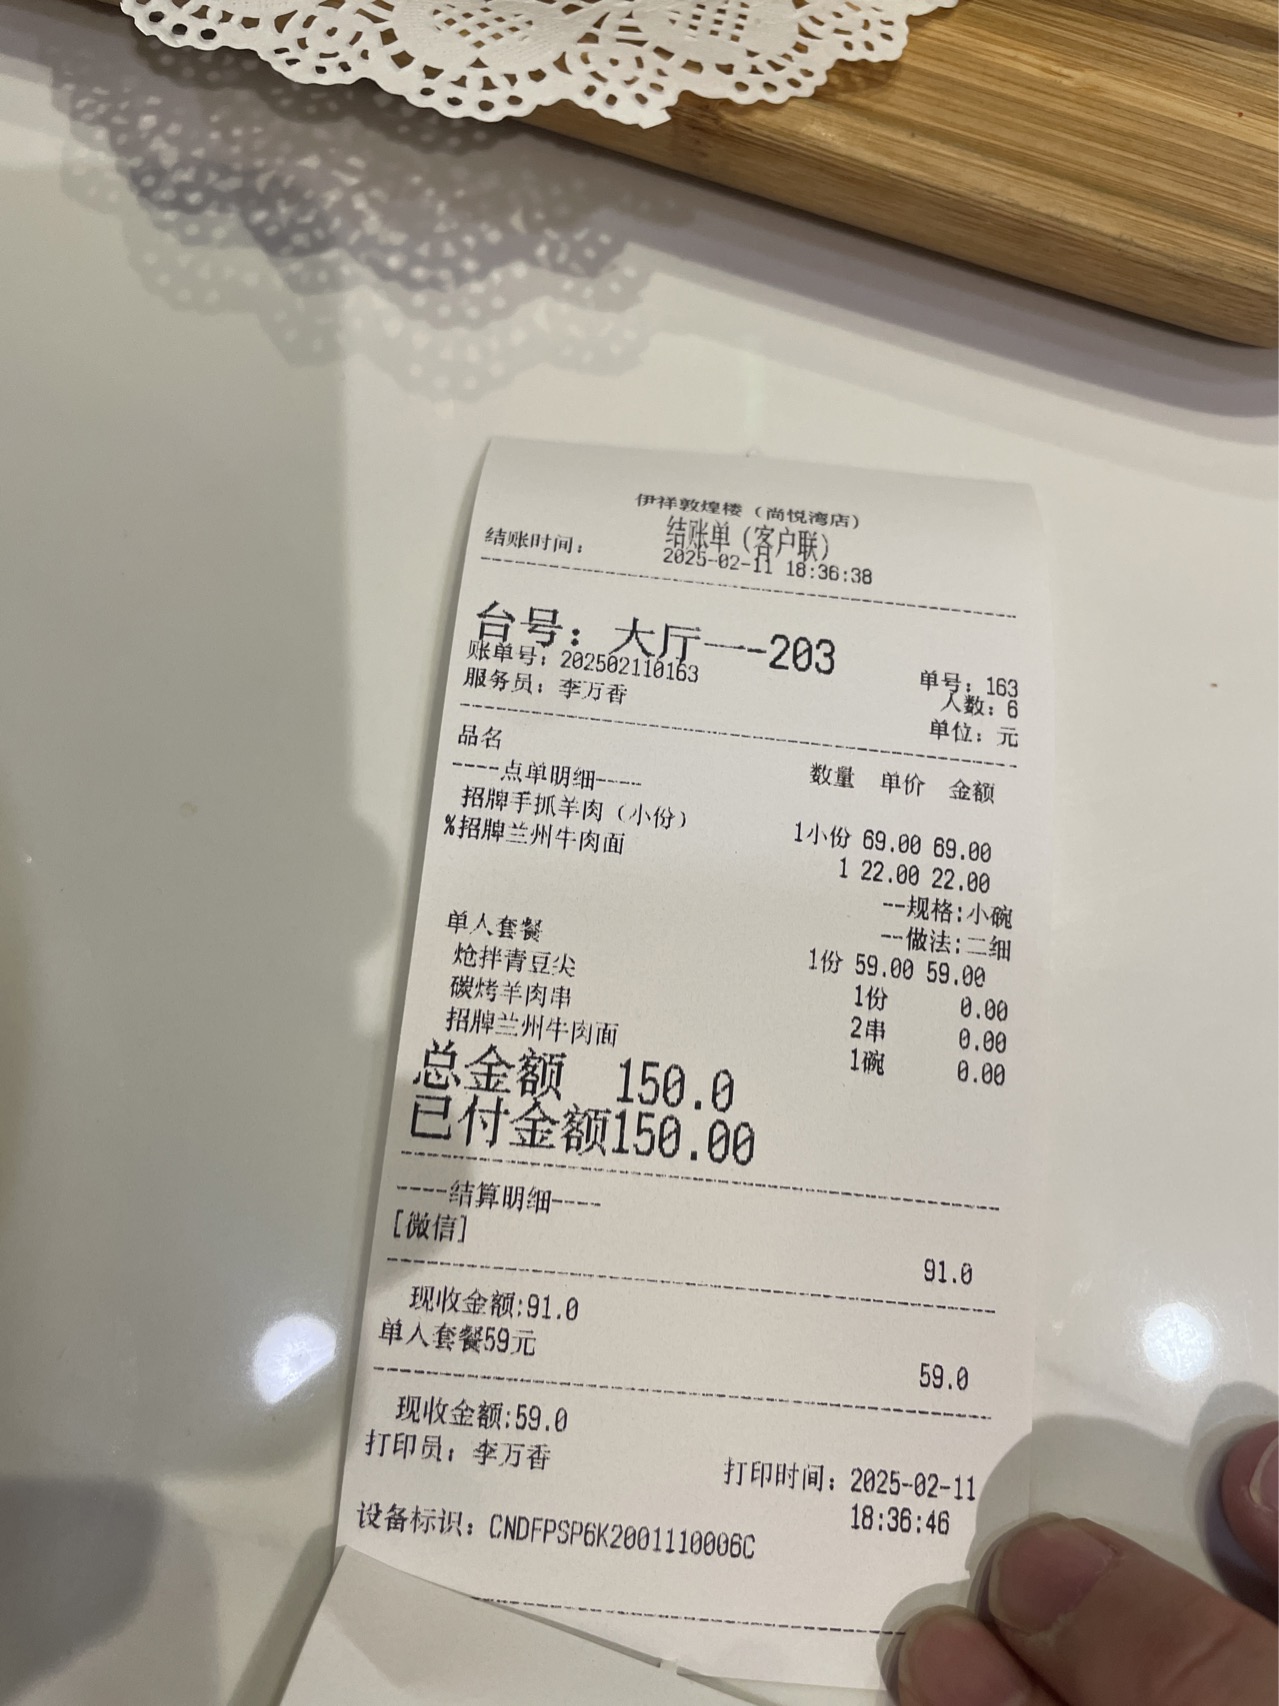 伊祥敦煌楼（尚悦湾店）
结账单（客户联）
结账时间： 2025-02-11 18:36:38
台号：大厅一--203
账单号：202502110163 单号：163
服务员：李万香 人数：6
单位：元
品名 数量 单价 金额
----点单明细----
招牌手抓羊肉（小份） 1小份 69.00 69.00
%招牌兰州牛肉面 1 22.00 22.00
--规格:小碗
--做法:二细
单人套餐 1份 59.00 59.00
炝拌青豆尖 1份 0.00
碳烤羊肉串 2串 0.00
招牌兰州牛肉面 1碗 0.00
总金额 150.0
已付金额150.00
----结算明细----
[微信] 91.0
现收金额:91.0
单人套餐59元 59.0
现收金额:59.0
打印员：李万香 打印时间：2025-02-11
18:36:46
设备标识：CNDFPSP6K2001110006C